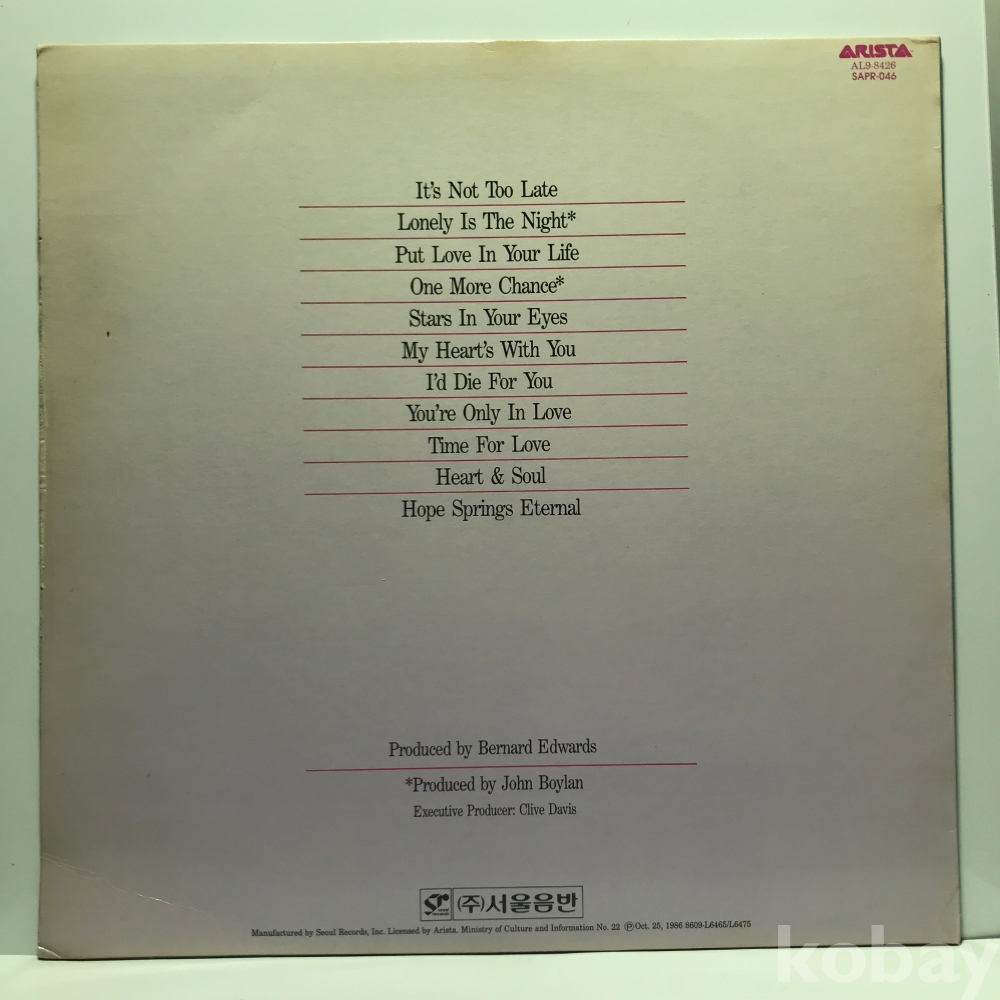 ARISTA
AL9-8426
SAPR-046
It's Not Too Late
Lonely Is The Night*
Put Love In Your Life
One More Chance*
Stars In Your Eyes
My Heart's With You
I'd Die For You
You're Only In Love
Time For Love
Heart & Soul
Hope Springs Eternal
Produced by Bernard Edwards
*Produced by John Boylan
Executive Producer: Clive Davis
(주)서울음반
Manufactured by Seoul Records, Inc. Licensed by Arista. Ministry of Culture and Information No. 22 ℗Oct. 25, 1986 8609-L6465/L6475
kobay